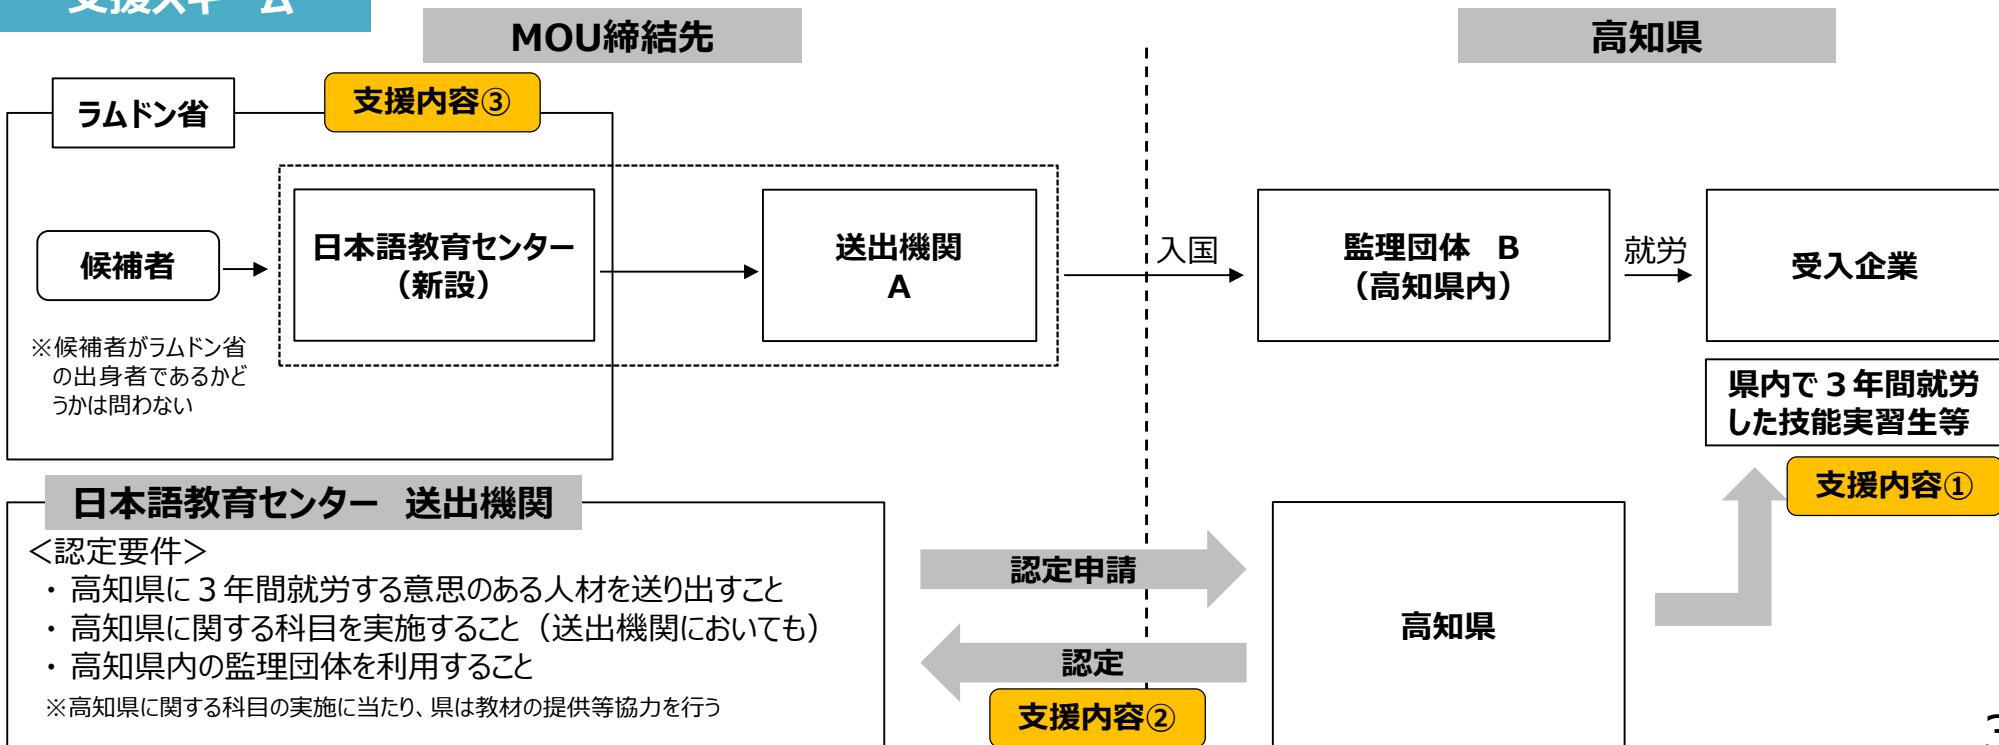 支援スキーム
MOU締結先
高知県
ラムドン省
支援内容③
候補者
日本語教育センター
（新設）
送出機関
A
入国
監理団体　B
（高知県内）
就労
受入企業
※候補者がラムドン省
の出身者であるかど
うかは問わない
県内で３年間就労
した技能実習生等
支援内容①
日本語教育センター　送出機関
＜認定要件＞
・ 高知県に３年間就労する意思のある人材を送り出すこと
・ 高知県に関する科目を実施すること（送出機関においても）
・ 高知県内の監理団体を利用すること
※高知県に関する科目の実施に当たり、県は教材の提供等協力を行う
認定申請
認定
支援内容②
高知県